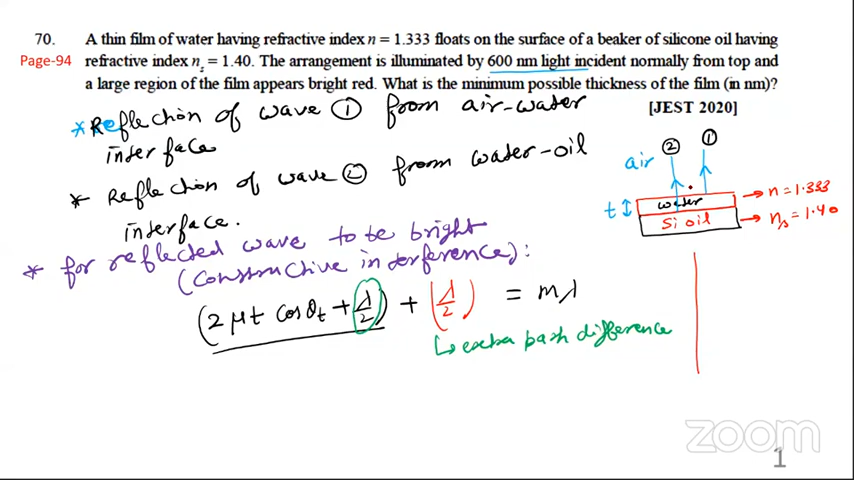 70. A thin film of water having refractive index n = 1.333 floats on the surface of a beaker of silicone oil having
Page-94 refractive index nₛ = 1.40. The arrangement is illuminated by 600 nm light incident normally from top and
a large region of the film appears bright red. What is the minimum possible thickness of the film (in nm)?
[JEST 2020]
* Reflection of wave ① from air-water
interface
* Reflection of wave ② from water-oil
interface.
* for reflected wave to be bright
(constructive interference):
(2μt cosθₜ + λ/2) + (λ/2) = mλ
↳ extra path difference
② ①
air
t water → n = 1.333
Si oil → nₛ = 1.40
zoom
1